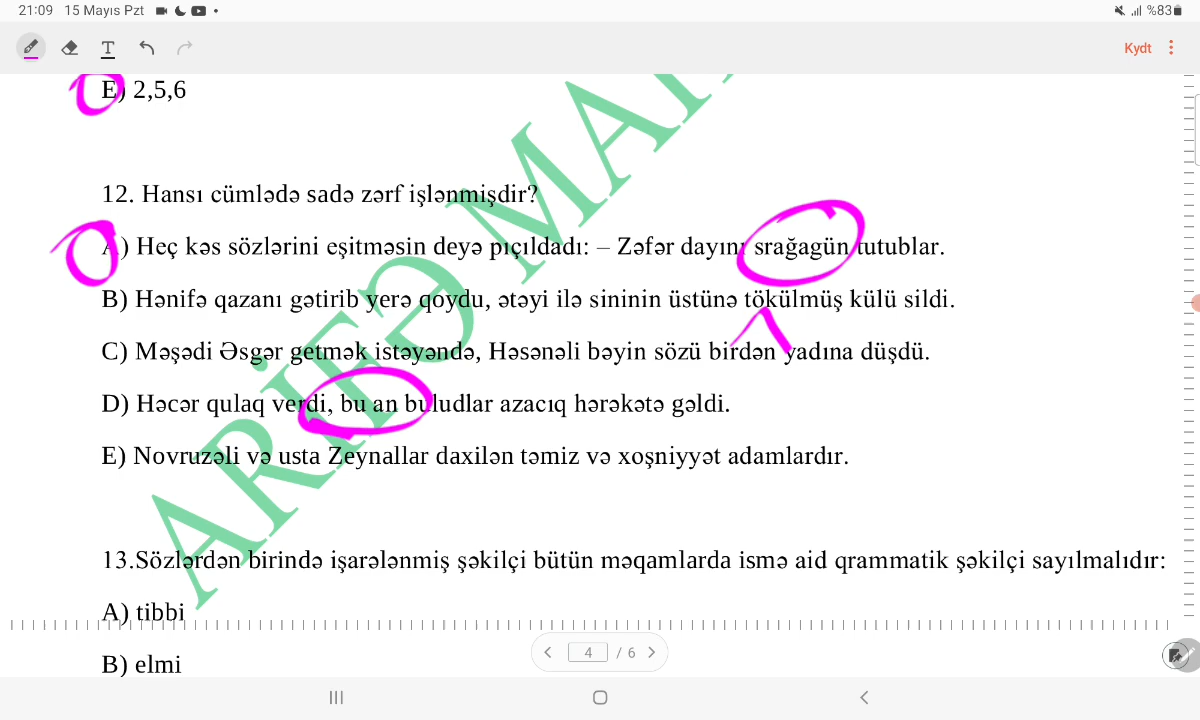 21:09 15 Mayıs Pzt • %83
T Kydt
E) 2,5,6
12. Hansı cümlədə sadə zərf işlənmişdir?
A) Heç kəs sözlərini eşitməsin deyə pıçıldadı: – Zəfər dayını srağagün tutublar.
B) Hənifə qazanı gətirib yerə qoydu, ətəyi ilə sininin üstünə tökülmüş külü sildi.
C) Məşədi Əsgər getmək istəyəndə, Həsənəli bəyin sözü birdən yadına düşdü.
D) Həcər qulaq verdi, bu an buludlar azacıq hərəkətə gəldi.
E) Novruzəli və usta Zeynallar daxilən təmiz və xoşniyyət adamlardır.
13.Sözlərdən birində işarələnmiş şəkilçi bütün məqamlarda ismə aid qrammatik şəkilçi sayılmalıdır:
A) tibbi
B) elmi
4 / 6
ARİFƏ MA